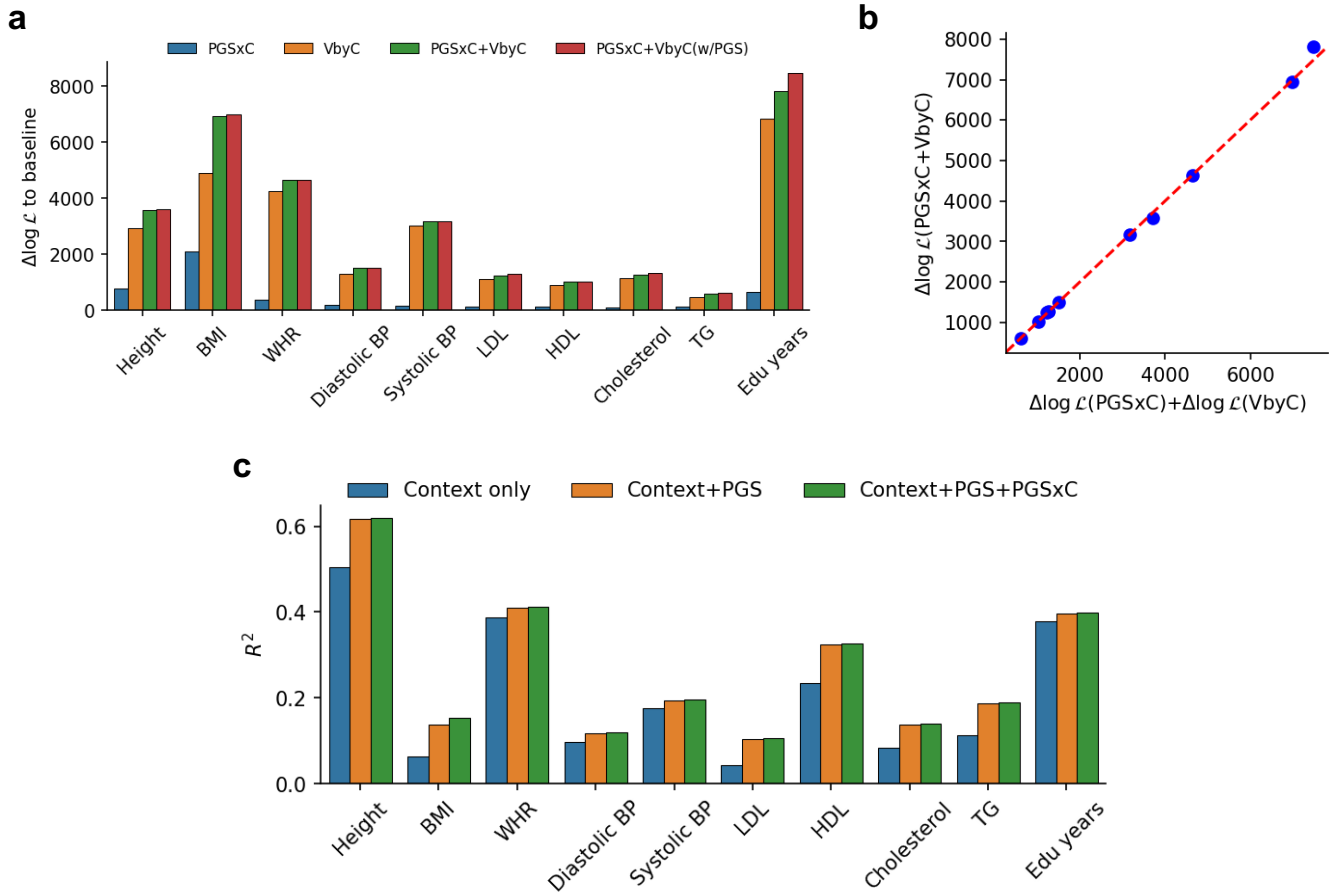 a
PGSxC VbyC PGSxC+VbyC PGSxC+VbyC(w/PGS)
Δlog ℒ to baseline
8000
6000
4000
2000
0
Height BMI WHR Diastolic BP Systolic BP LDL HDL Cholesterol TG Edu years
b
Δlog ℒ(PGSxC+VbyC)
8000
7000
6000
5000
4000
3000
2000
1000
2000 4000 6000
Δlog ℒ(PGSxC)+Δlog ℒ(VbyC)
c
Context only Context+PGS Context+PGS+PGSxC
R²
0.6
0.4
0.2
0.0
Height BMI WHR Diastolic BP Systolic BP LDL HDL Cholesterol TG Edu years